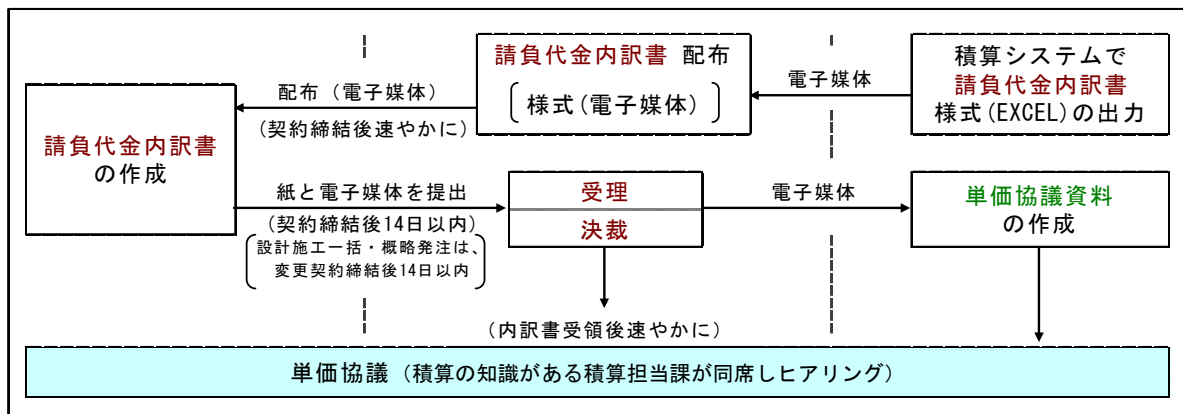 請負代金内訳書 配布
様式(電子媒体)
電子媒体
積算システムで
請負代金内訳書
様式(EXCEL)の出力
配布(電子媒体)
(契約締結後速やかに)
請負代金内訳書
の作成
紙と電子媒体を提出
(契約締結後14日以内)
設計施工一括・概略発注は、
変更契約締結後14日以内
受理
決裁
電子媒体
単価協議資料
の作成
(内訳書受領後速やかに)
単価協議(積算の知識がある積算担当課が同席しヒアリング)